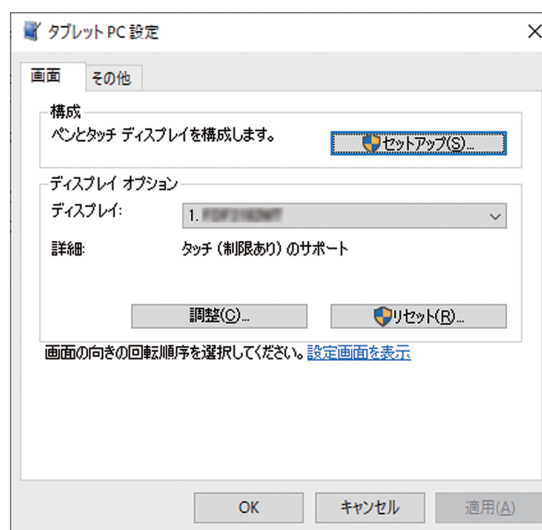 タブレット PC 設定
画面
その他
構成
ペンとタッチ ディスプレイを構成します。
セットアップ(S)...
ディスプレイ オプション
ディスプレイ:
1.
詳細:
タッチ (制限あり) のサポート
調整(C)...
リセット(R)...
画面の向きの回転順序を選択してください。設定画面を表示
OK
キャンセル
適用(A)